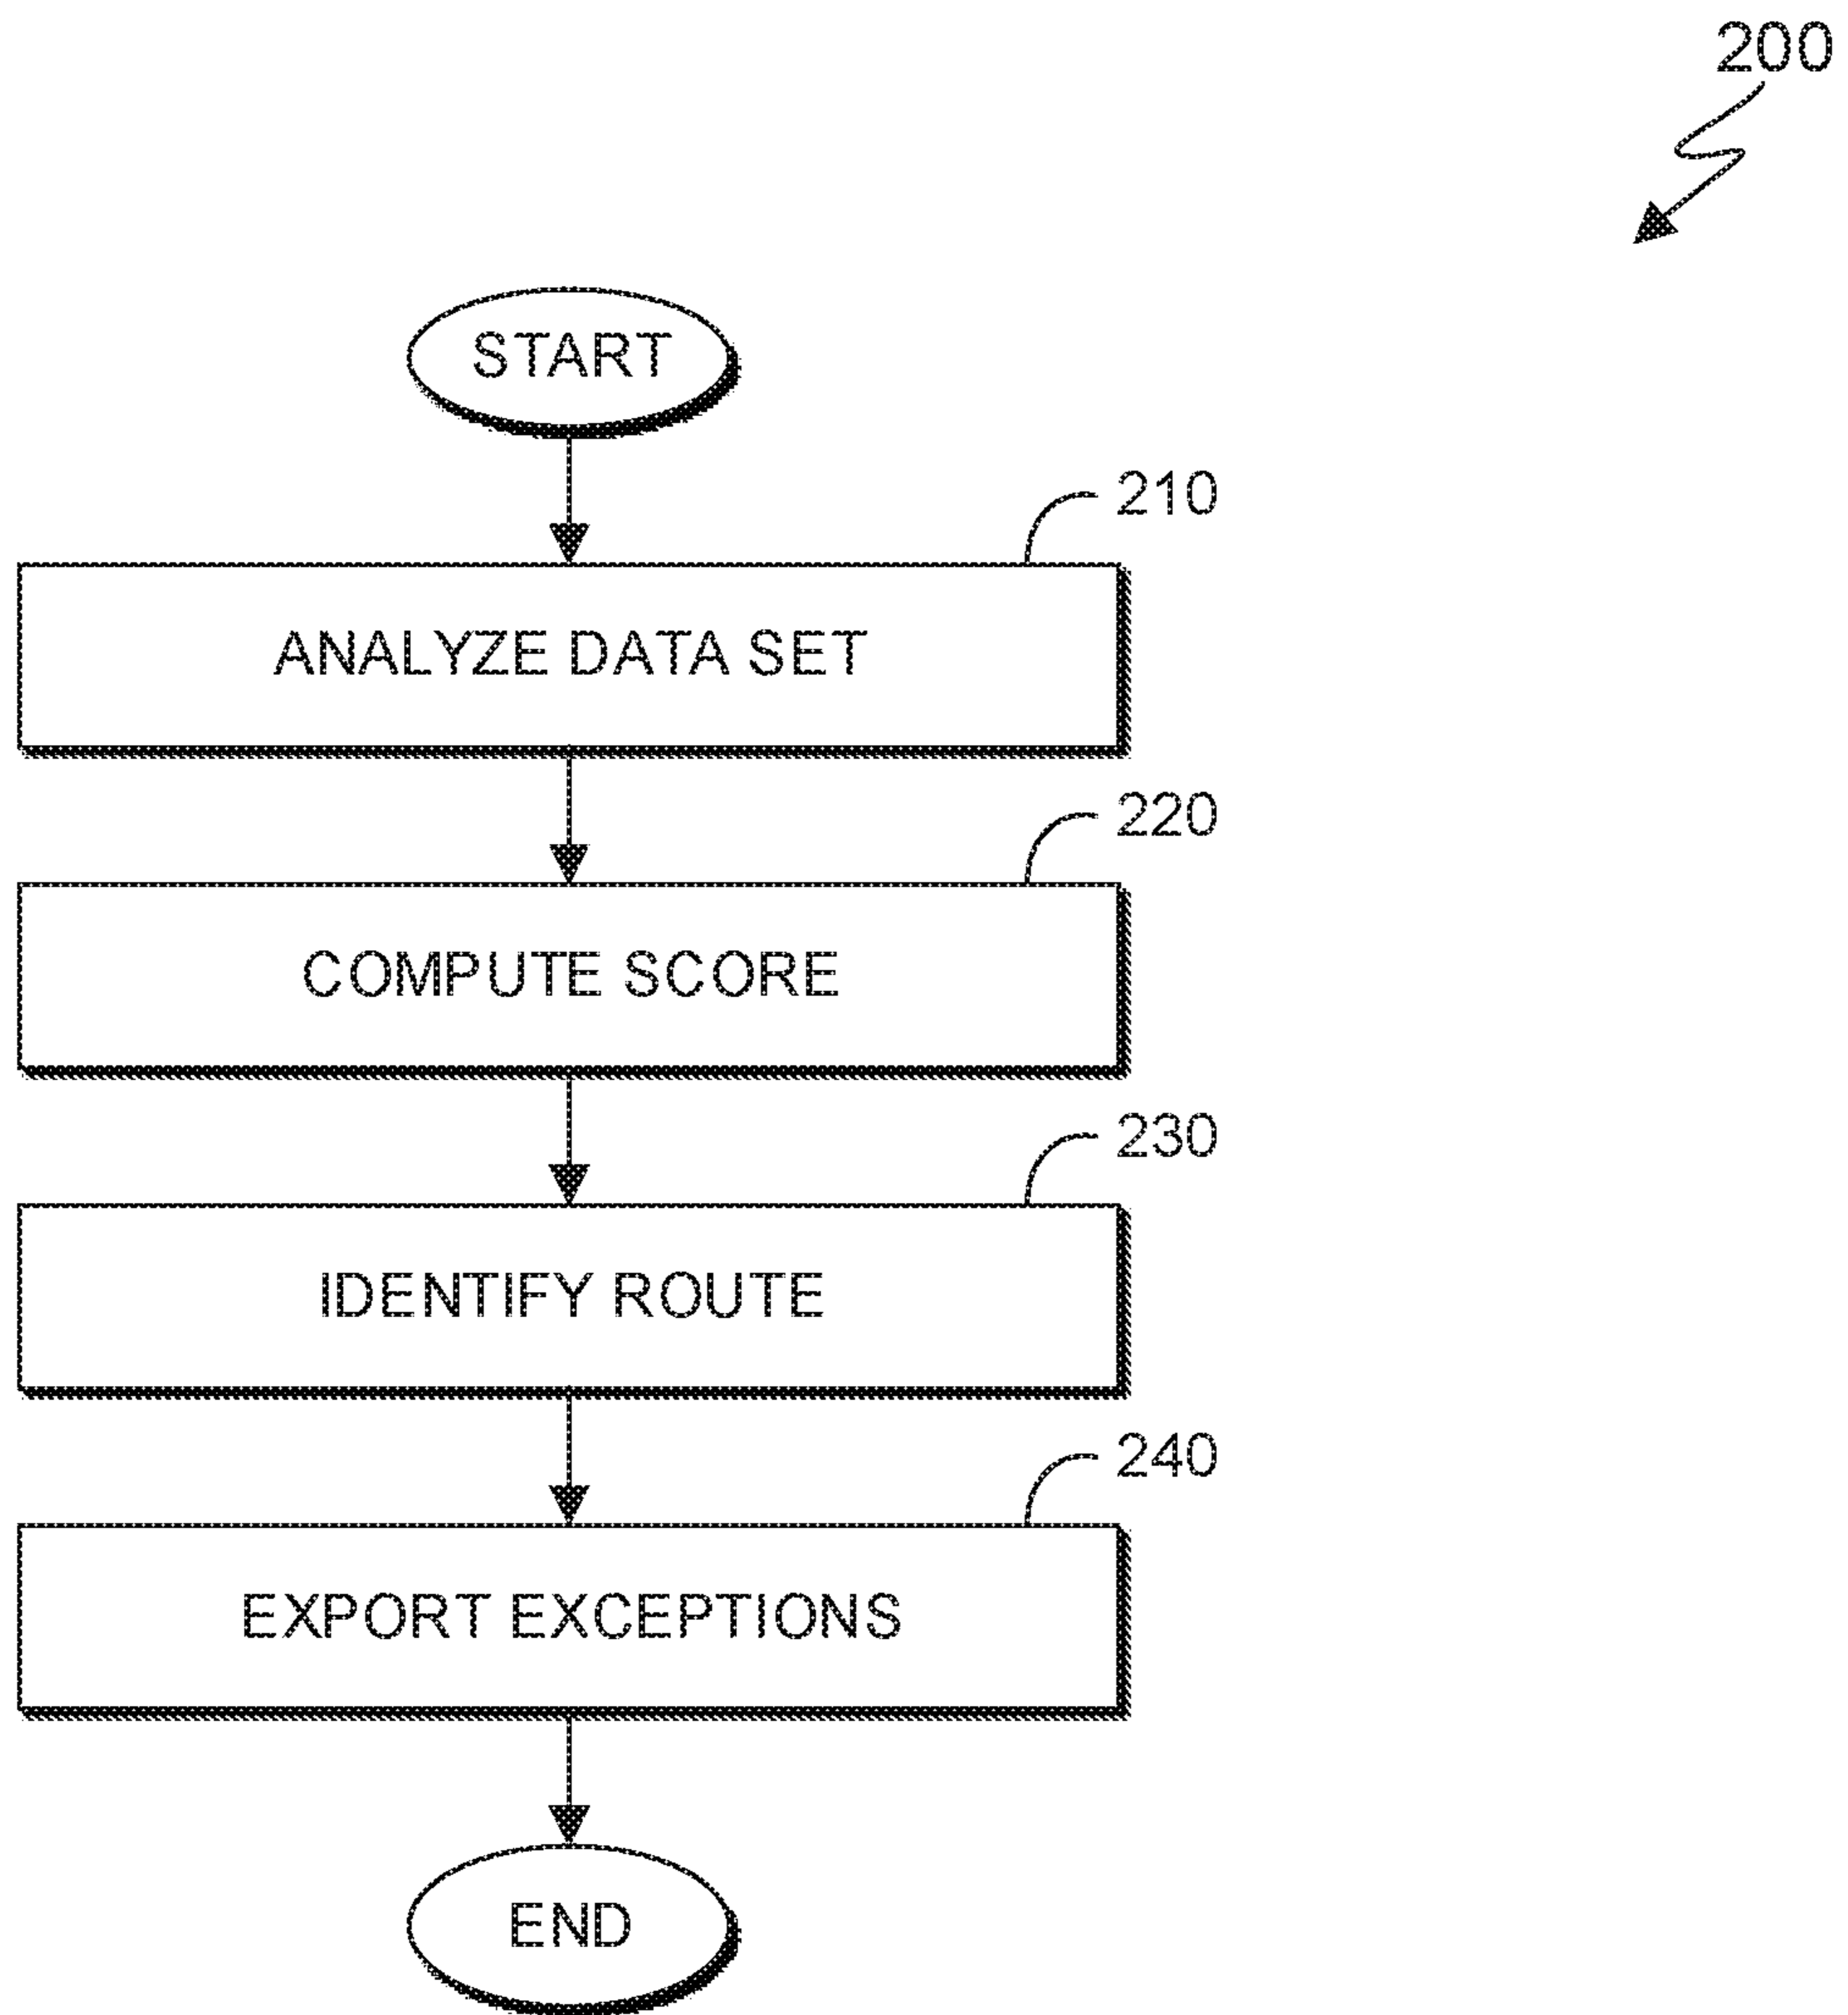 200
START
210
ANALYZE DATA SET
220
COMPUTE SCORE
230
IDENTIFY ROUTE
240
EXPORT EXCEPTIONS
END